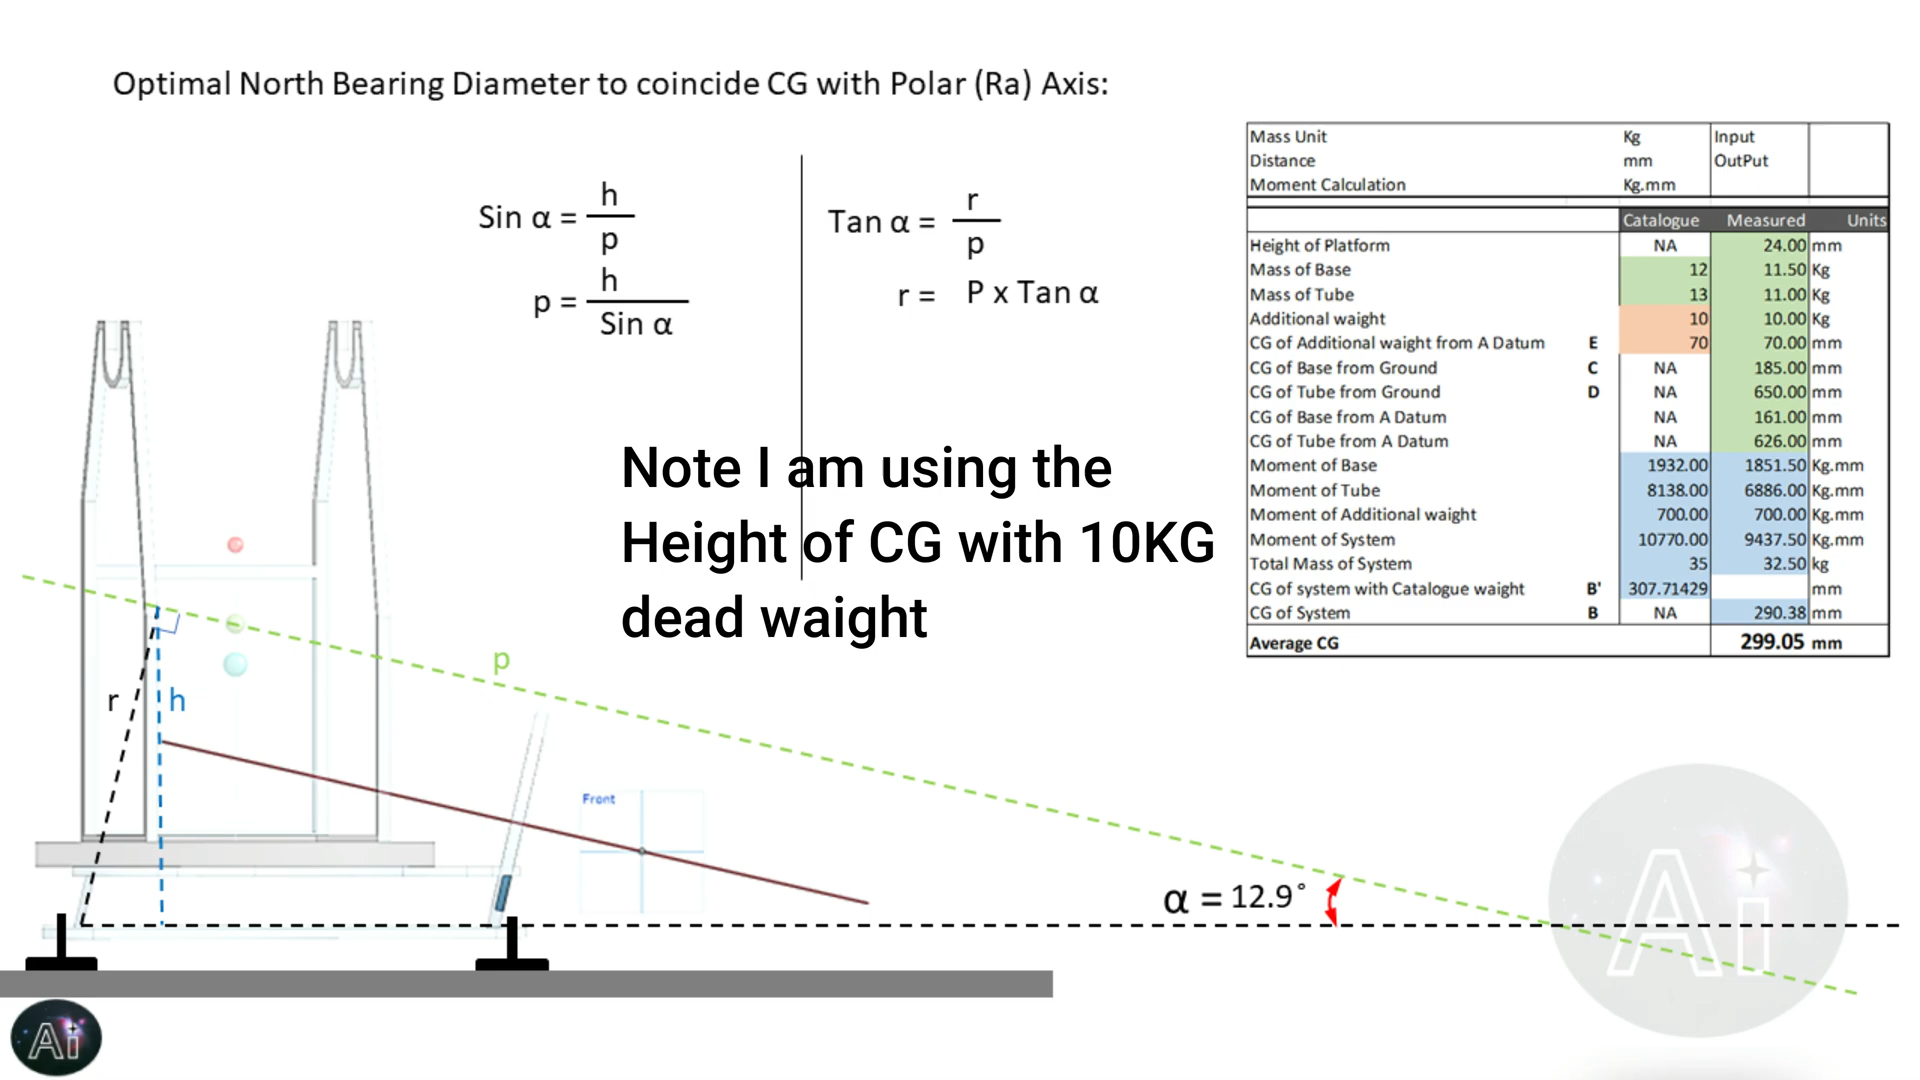 Optimal North Bearing Diameter to coincide CG with Polar (Ra) Axis:
Sin α = h / p
p = h / Sin α
Tan α = r / p
r = P x Tan α
Note I am using the
Height of CG with 10KG
dead waight
Mass Unit Kg Input
Distance mm OutPut
Moment Calculation Kg.mm
Catalogue Measured Units
Height of Platform NA 24.00 mm
Mass of Base 12 11.50 Kg
Mass of Tube 13 11.00 Kg
Additional waight 10 10.00 Kg
CG of Additional waight from A Datum E 70 70.00 mm
CG of Base from Ground C NA 185.00 mm
CG of Tube from Ground D NA 650.00 mm
CG of Base from A Datum NA 161.00 mm
CG of Tube from A Datum NA 626.00 mm
Moment of Base 1932.00 1851.50 Kg.mm
Moment of Tube 8138.00 6886.00 Kg.mm
Moment of Additional waight 700.00 700.00 Kg.mm
Moment of System 10770.00 9437.50 Kg.mm
Total Mass of System 35 32.50 kg
CG of system with Catalogue waight B' 307.71429 mm
CG of System B NA 290.38 mm
Average CG 299.05 mm
p
r
h
Front
α = 12.9°
Ai
Ai